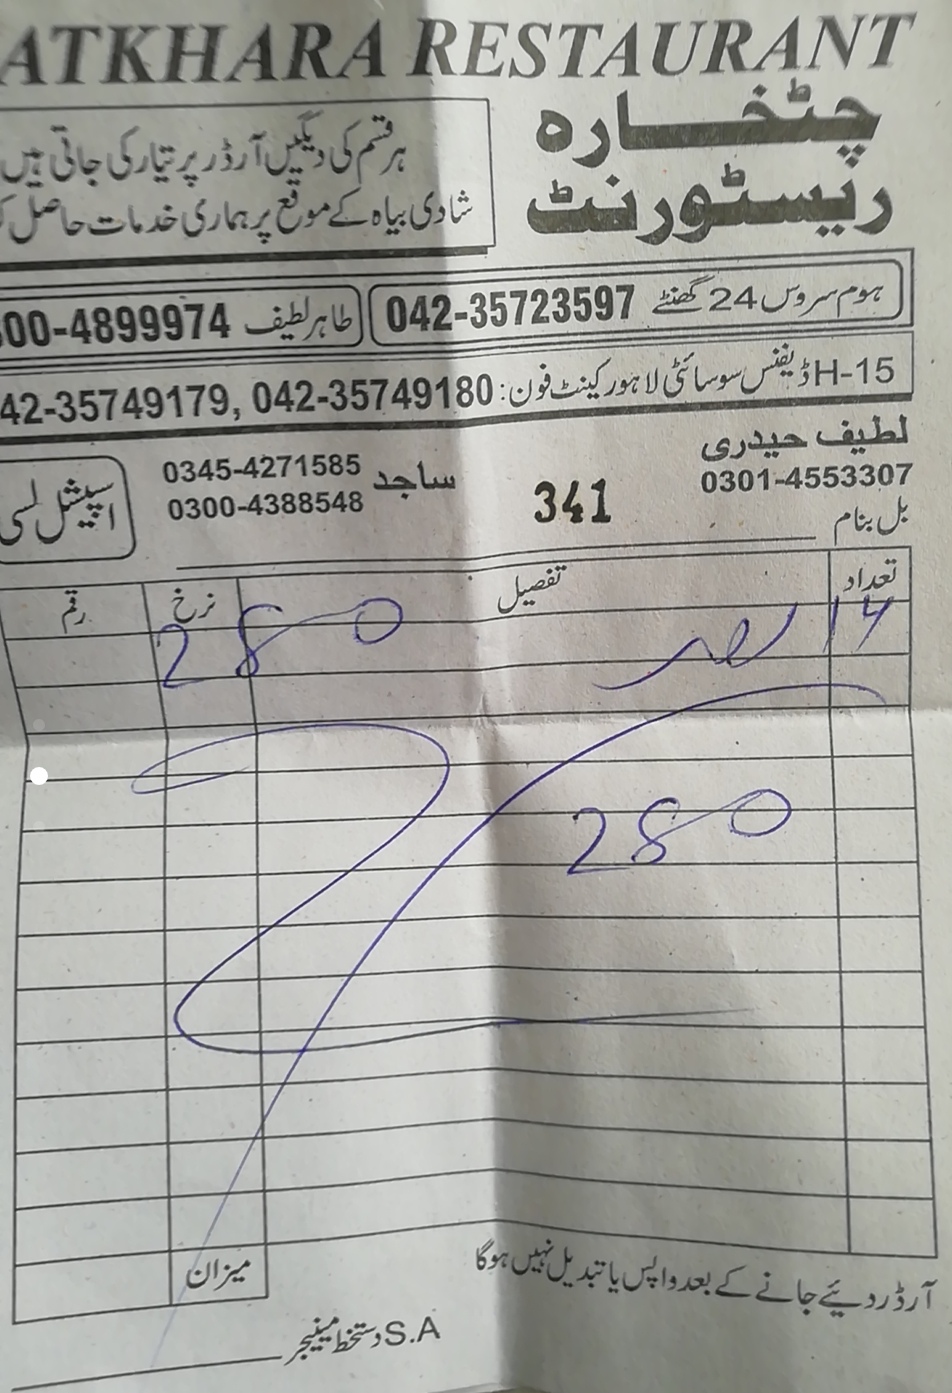 ATKHARA RESTAURANT
چٹخارہ
ریسٹورنٹ
ہر قسم کی دیگیں آرڈر پر تیار کی جاتی ہیں
شادی بیاہ کے موقع پر ہماری خدمات حاصل
ہوم سروس 24 گھنٹے 042-35723597
طاہر لطیف 00-4899974
H-15 ڈیفنس سوسائٹی لاہور کینٹ فون: 042-35749180 ,42-35749179
لطیف حیدری
0301-4553307
341
ساجد 0345-4271585
0300-4388548
اسپیشل لسی
بل بنام
تعداد تفصیل نرخ رقم
280
280
میزان
آرڈر دیئے جانے کے بعد واپس یا تبدیل نہیں ہوگا
S.A دستخط مینیجر